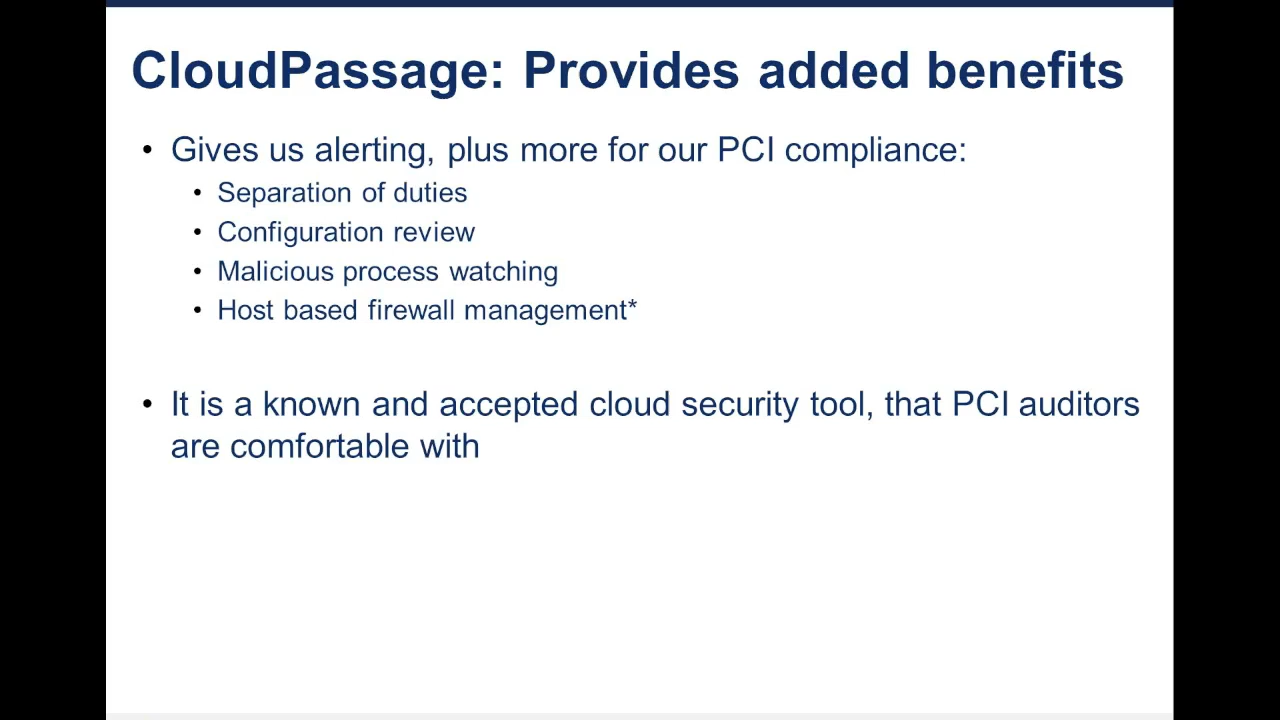 CloudPassage: Provides added benefits
• Gives us alerting, plus more for our PCI compliance:
• Separation of duties
• Configuration review
• Malicious process watching
• Host based firewall management*
• It is a known and accepted cloud security tool, that PCI auditors
are comfortable with